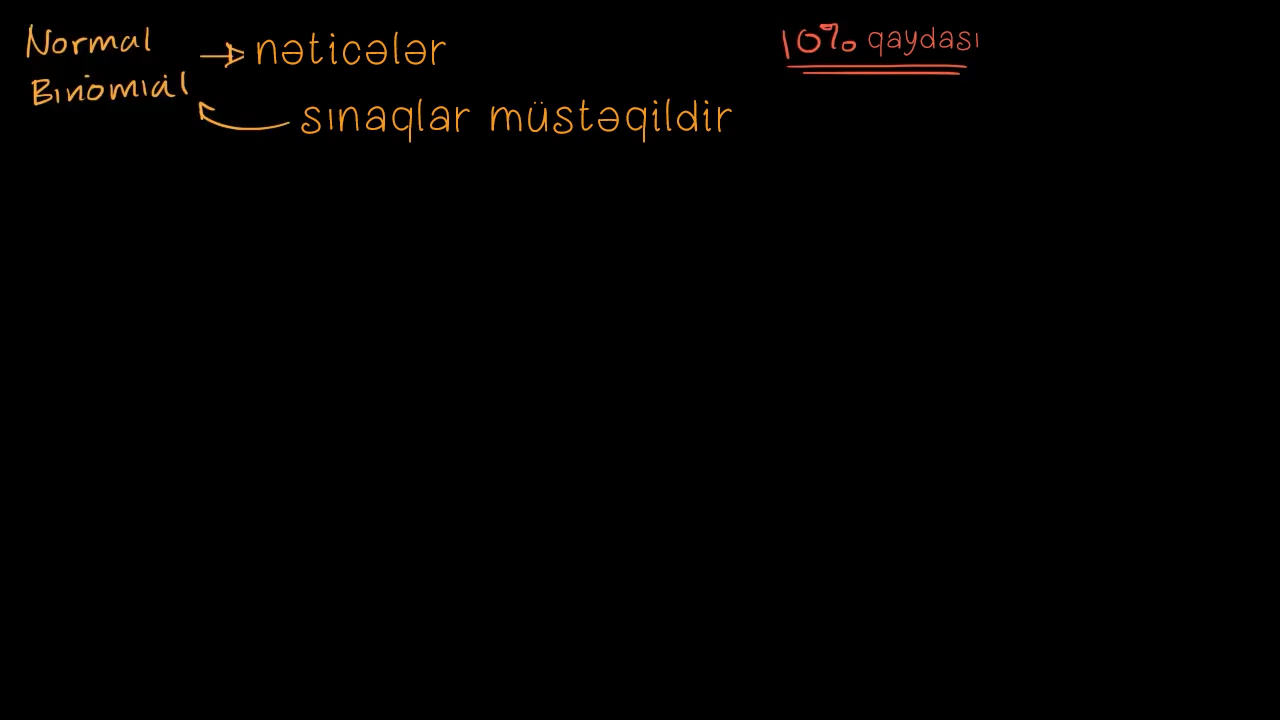 Normal
Binomial
nəticələr
sınaqlar müstəqildir
10% qaydası